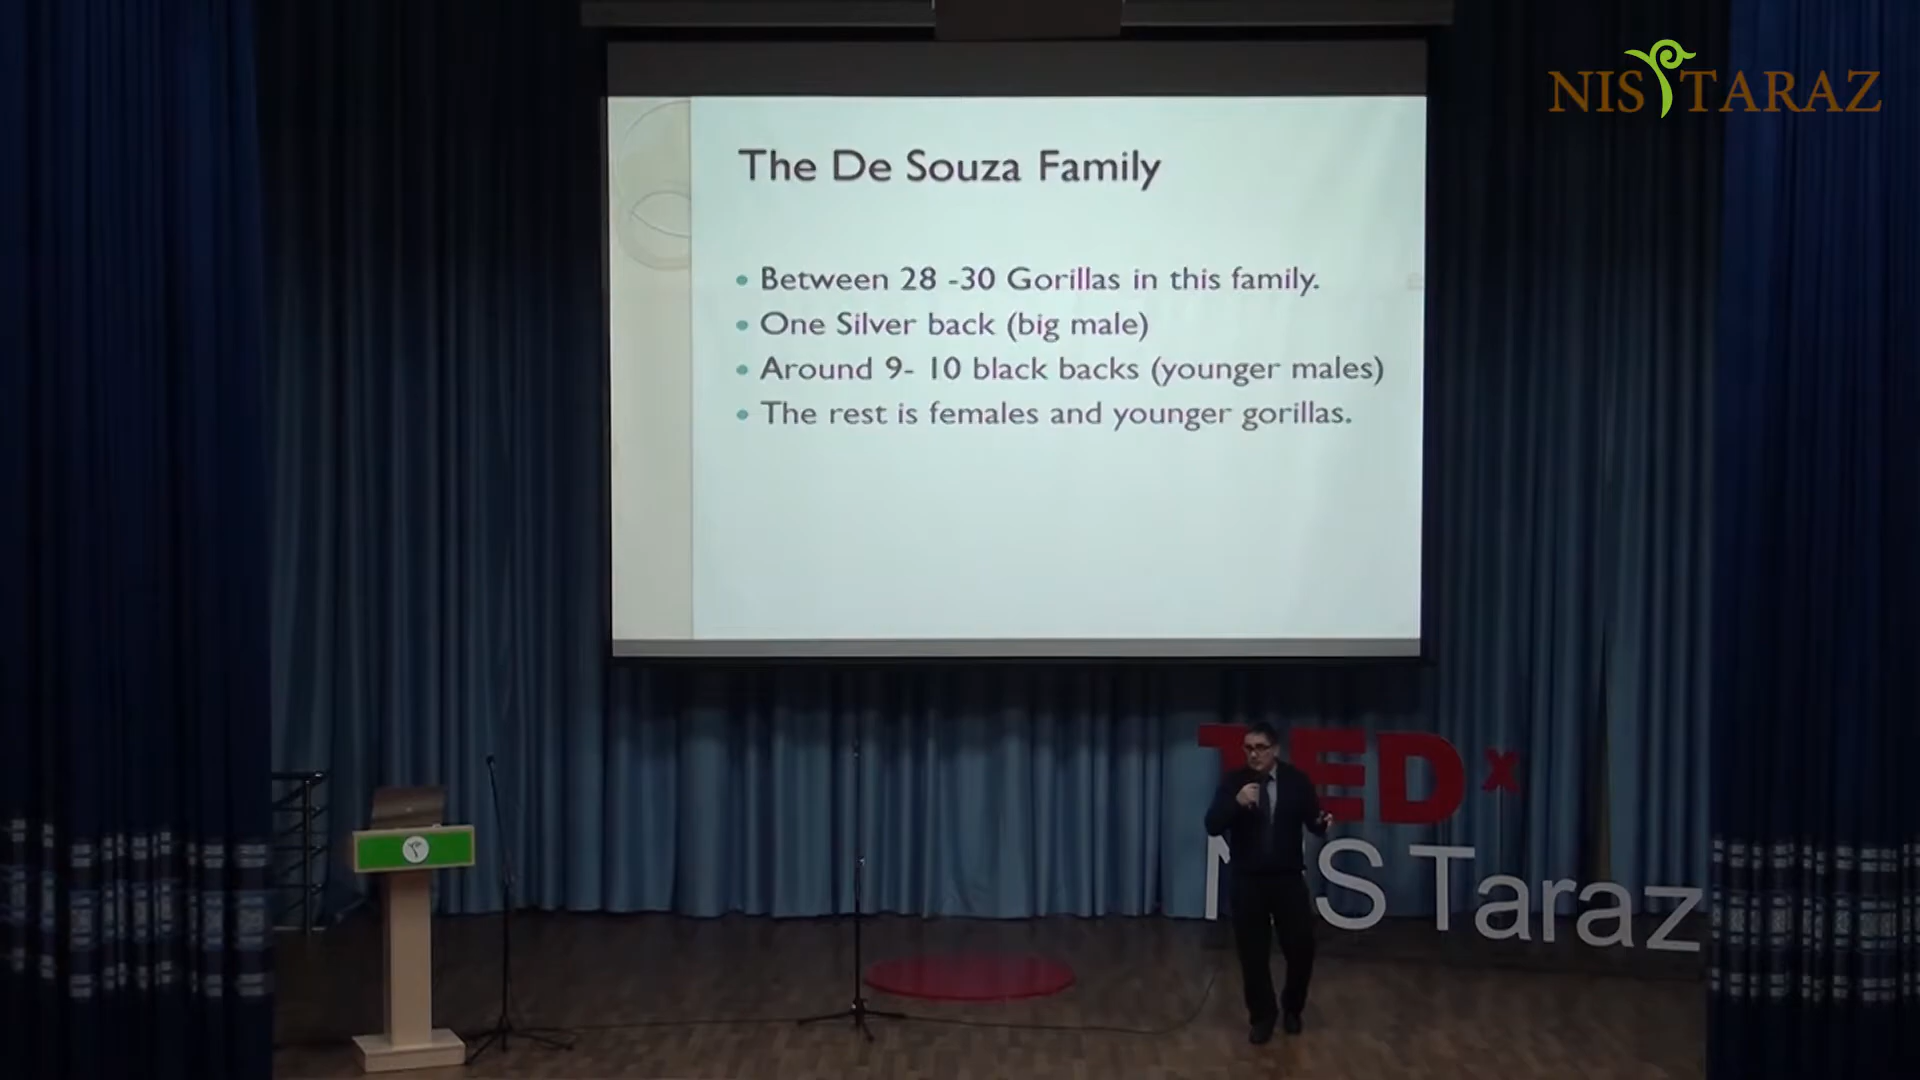 NIS TARAZ
The De Souza Family
• Between 28 -30 Gorillas in this family.
• One Silver back (big male)
• Around 9- 10 black backs (younger males)
• The rest is females and younger gorillas.
TEDx
NIS Taraz